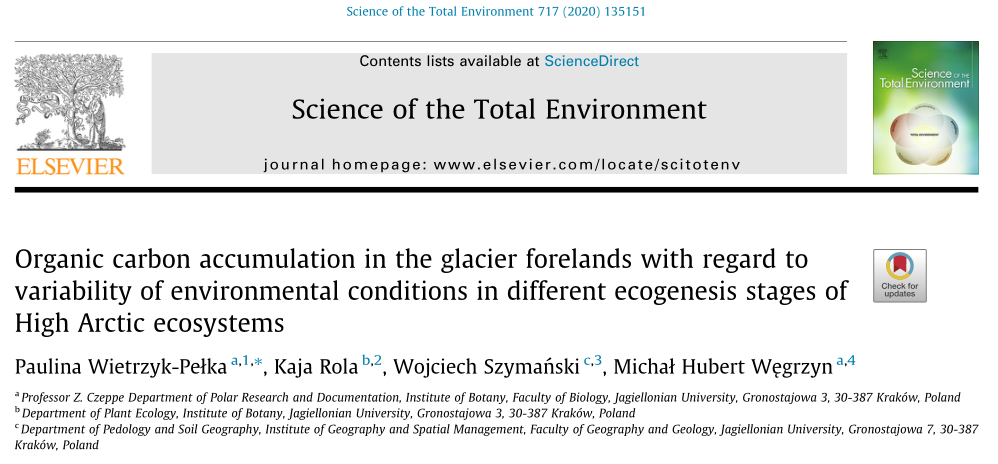 Science of the Total Environment 717 (2020) 135151
Contents lists available at ScienceDirect
Science of the Total Environment
journal homepage: www.elsevier.com/locate/scitotenv
ELSEVIER
Science OF THE
Total Environment
TOTAL ENVIRONMENT
Organic carbon accumulation in the glacier forelands with regard to
variability of environmental conditions in different ecogenesis stages of
High Arctic ecosystems
Check for
updates
Paulina Wietrzyk-Pełka a,1,*, Kaja Rola b,2, Wojciech Szymański c,3, Michał Hubert Węgrzyn a,4
a Professor Z. Czeppe Department of Polar Research and Documentation, Institute of Botany, Faculty of Biology, Jagiellonian University, Gronostajowa 3, 30-387 Kraków, Poland
b Department of Plant Ecology, Institute of Botany, Jagiellonian University, Gronostajowa 3, 30-387 Kraków, Poland
c Department of Pedology and Soil Geography, Institute of Geography and Spatial Management, Faculty of Geography and Geology, Jagiellonian University, Gronostajowa 7, 30-387
Kraków, Poland